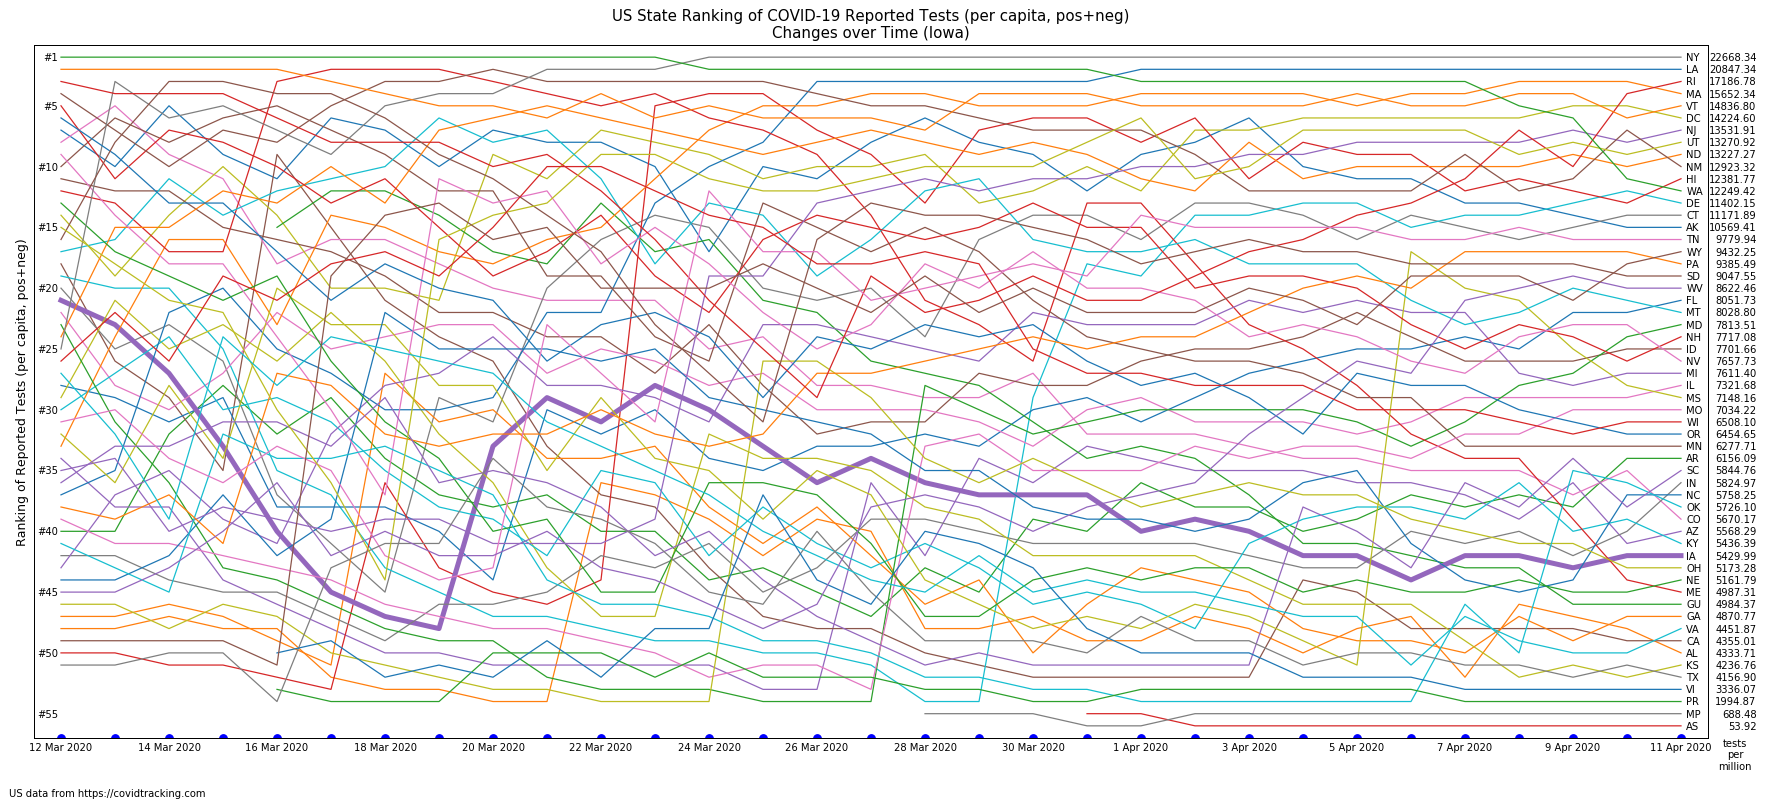 US State Ranking of COVID-19 Reported Tests (per capita, pos+neg)
Changes over Time (Iowa)
Ranking of Reported Tests (per capita, pos+neg)
#1
#5
#10
#15
#20
#25
#30
#35
#40
#45
#50
#55
NY 22668.34
LA 20847.34
RI 17186.78
MA 15652.34
VT 14836.80
DC 14224.60
NJ 13531.91
UT 13270.92
ND 13227.27
NM 12923.32
HI 12381.77
WA 12249.42
DE 11402.15
CT 11171.89
AK 10569.41
TN 9779.94
WY 9432.25
PA 9385.49
SD 9047.55
WV 8622.46
FL 8051.73
MT 8028.80
MD 7813.51
NH 7717.08
ID 7701.66
NV 7657.73
MI 7611.40
IL 7321.68
MS 7148.16
MO 7034.22
WI 6508.10
OR 6454.65
MN 6277.71
AR 6156.09
SC 5844.76
IN 5824.97
NC 5758.25
OK 5726.10
CO 5670.17
AZ 5568.29
KY 5436.39
IA 5429.99
OH 5173.28
NE 5161.79
ME 4987.31
GU 4984.37
GA 4870.77
VA 4451.87
CA 4355.01
AL 4333.71
KS 4236.76
TX 4156.90
VI 3336.07
PR 1994.87
MP 688.48
AS 53.92
12 Mar 2020 14 Mar 2020 16 Mar 2020 18 Mar 2020 20 Mar 2020 22 Mar 2020 24 Mar 2020 26 Mar 2020 28 Mar 2020 30 Mar 2020 1 Apr 2020 3 Apr 2020 5 Apr 2020 7 Apr 2020 9 Apr 2020 11 Apr 2020
tests
per
million
US data from https://covidtracking.com